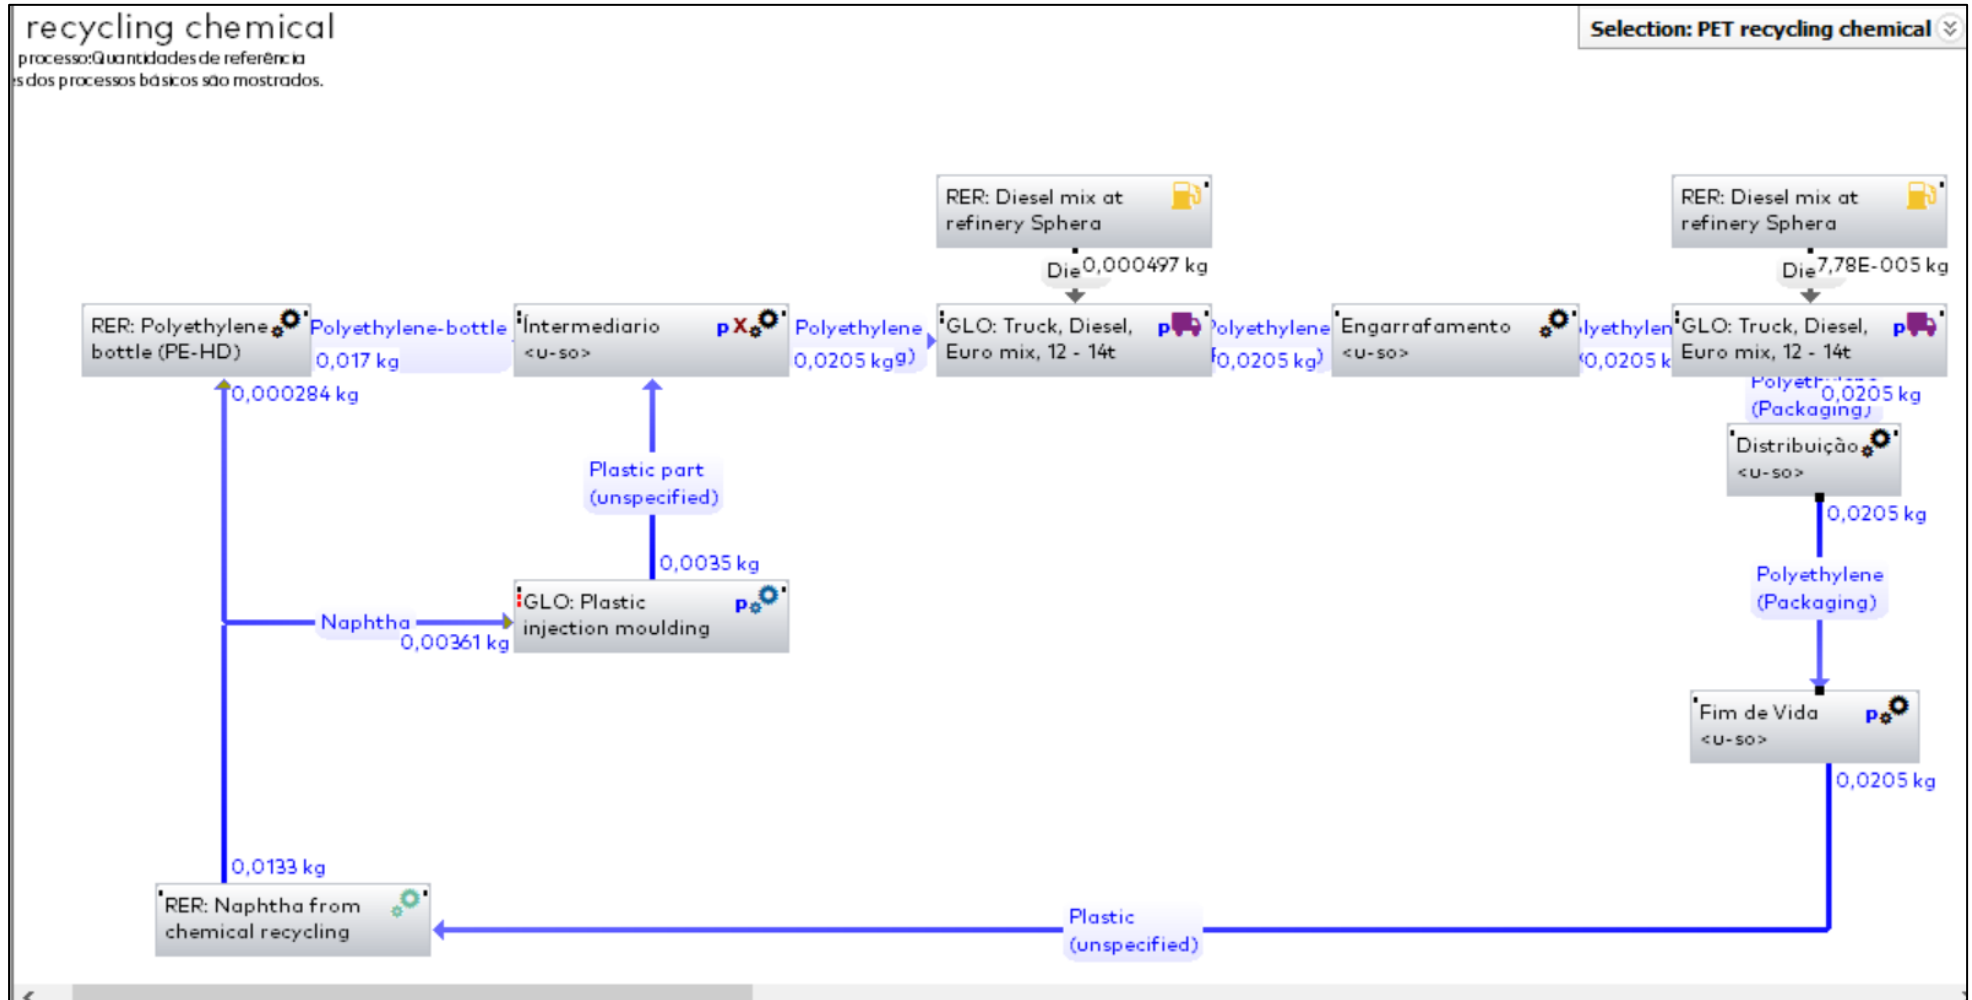 recycling chemical
processo:Quantidades de referência
s dos processos básicos são mostrados.
Selection: PET recycling chemical
RER: Diesel mix at
refinery Sphera
RER: Diesel mix at
refinery Sphera
Die 0,000497 kg
Die 7,78E-005 kg
RER: Polyethylene
bottle (PE-HD)
Polyethylene-bottle
0,017 kg
Íntermediario
<u-so>
p X
Polyethylene
0,0205 kg g)
GLO: Truck, Diesel,
Euro mix, 12 - 14t
p
olyethylene
0,0205 kg )
Engarrafamento
<u-so>
lyethylen
0,0205 k
GLO: Truck, Diesel,
Euro mix, 12 - 14t
p
0,000284 kg
0,0205 kg
(Packaging)
Distribuição
<u-so>
0,0205 kg
Plastic part
(unspecified)
0,0035 kg
Polyethylene
(Packaging)
GLO: Plastic
injection moulding
p
Naphtha
0,00361 kg
Fim de Vida
<u-so>
p
0,0205 kg
0,0133 kg
RER: Naphtha from
chemical recycling
Plastic
(unspecified)